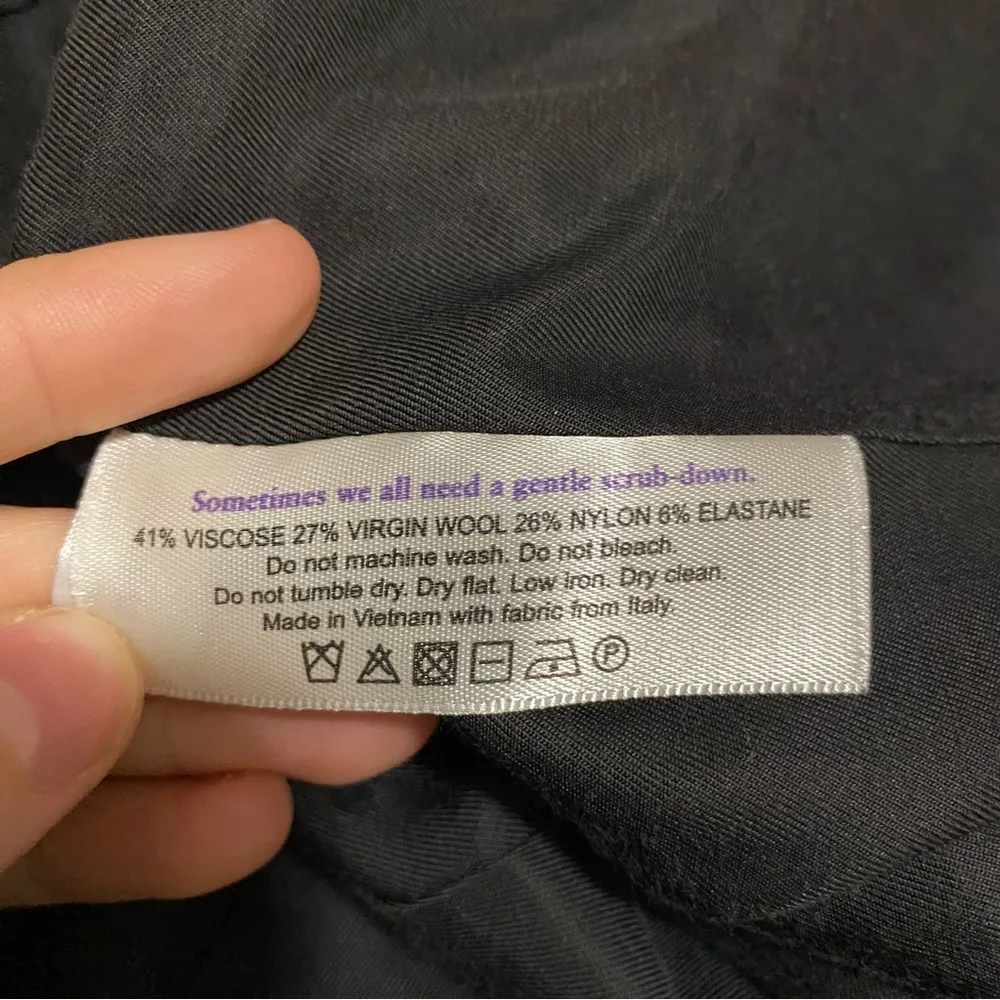 Sometimes we all need a gentle scrub-down.
41% VISCOSE 27% VIRGIN WOOL 26% NYLON 6% ELASTANE
Do not machine wash. Do not bleach.
Do not tumble dry. Dry flat. Low iron. Dry clean.
Made in Vietnam with fabric from Italy.
P